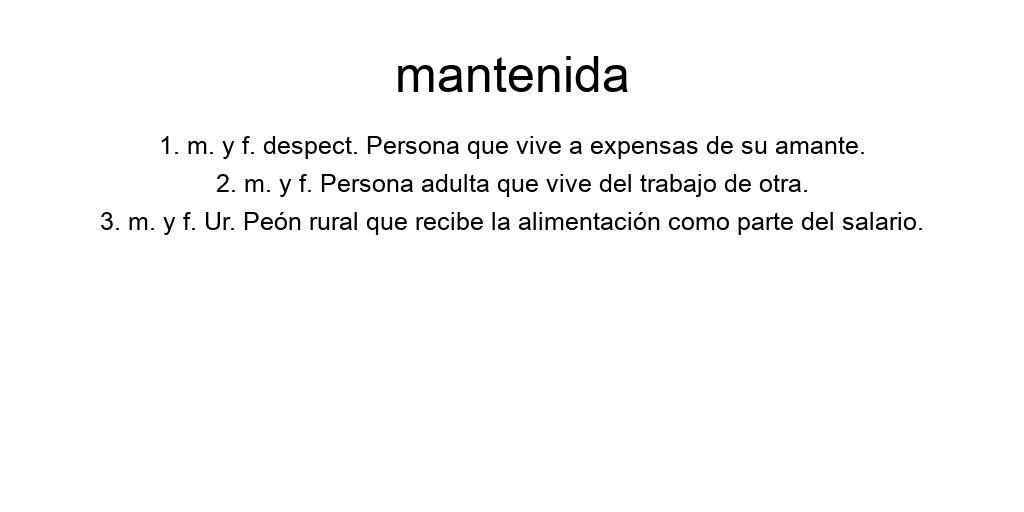 mantenida
1. m. y f. despect. Persona que vive a expensas de su amante.
2. m. y f. Persona adulta que vive del trabajo de otra.
3. m. y f. Ur. Peón rural que recibe la alimentación como parte del salario.